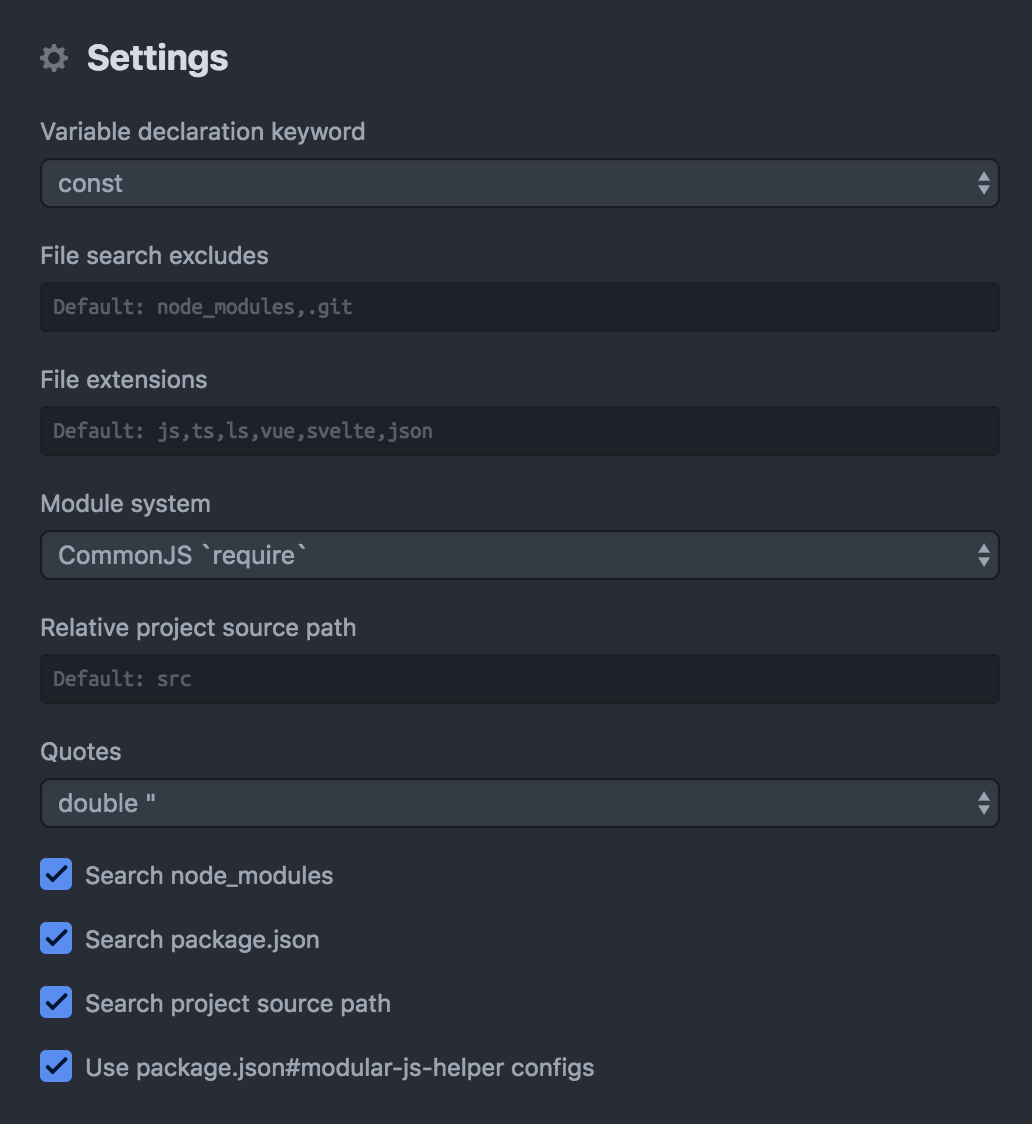 Settings
Variable declaration keyword
const
File search excludes
Default: node_modules,.git
File extensions
Default: js,ts,ls,vue,svelte,json
Module system
CommonJS `require`
Relative project source path
Default: src
Quotes
double "
Search node_modules
Search package.json
Search project source path
Use package.json#modular-js-helper configs